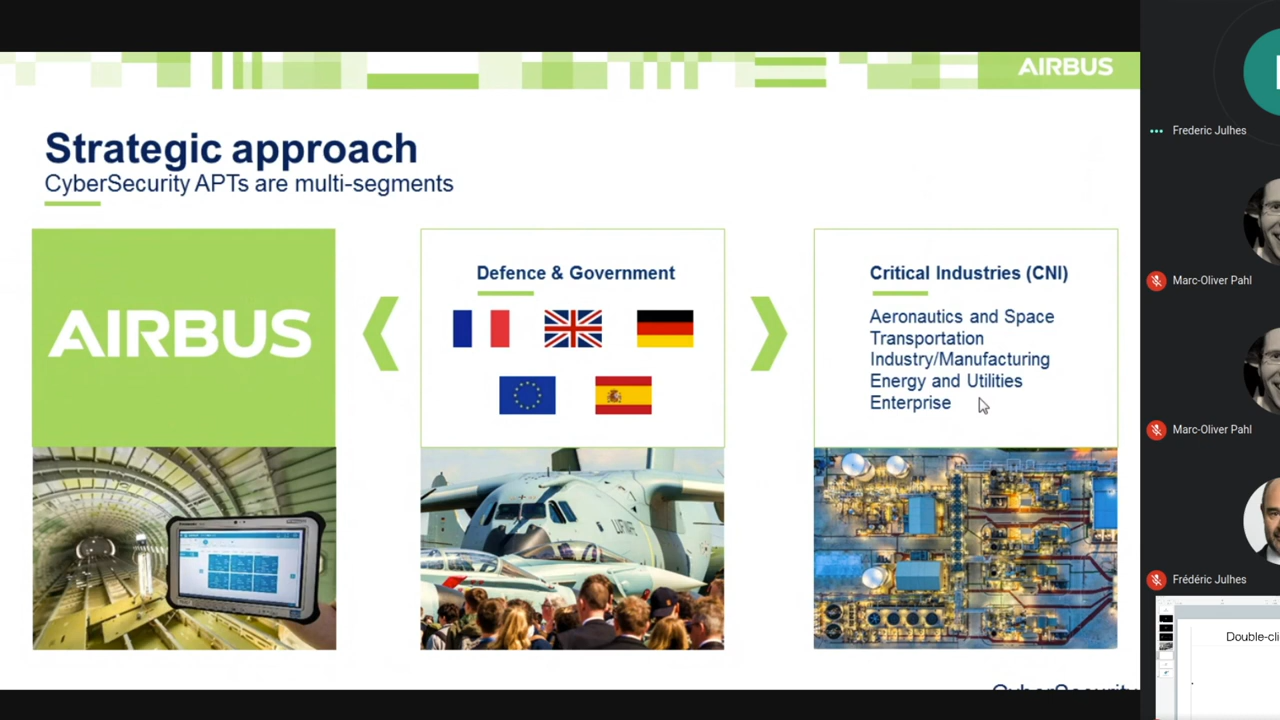 AIRBUS
Strategic approach
CyberSecurity APTs are multi-segments
AIRBUS
Defence & Government
Critical Industries (CNI)
Aeronautics and Space
Transportation
Industry/Manufacturing
Energy and Utilities
Enterprise
CyberSecurity
Frederic Julhes
Marc-Oliver Pahl
Marc-Oliver Pahl
Frédéric Julhes